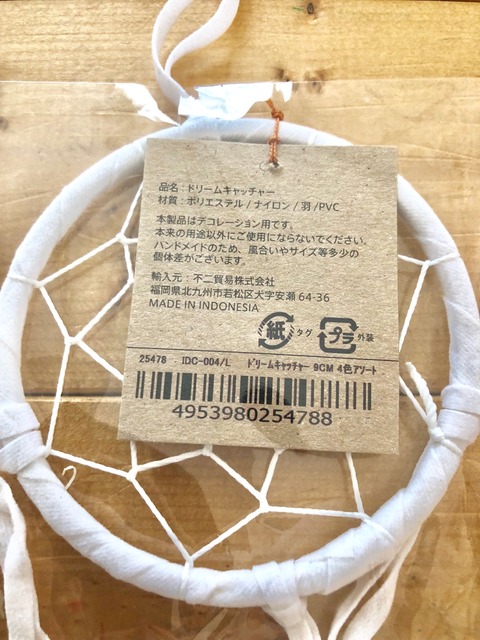 品名：ドリームキャッチャー
材質：ポリエステル/ナイロン/羽/PVC
本製品はデコレーション用です。
本来の用途以外にご使用にならないでください。
ハンドメイドのため、風合いやサイズ等多少の
個体差がございます。
輸入元：不二貿易株式会社
福岡県北九州市若松区大字安瀬 64-36
MADE IN INDONESIA
紙 タグ プラ 外装
25478 IDC-004/L ドリームキャッチャー 9CM 4色アソート
4953980254788